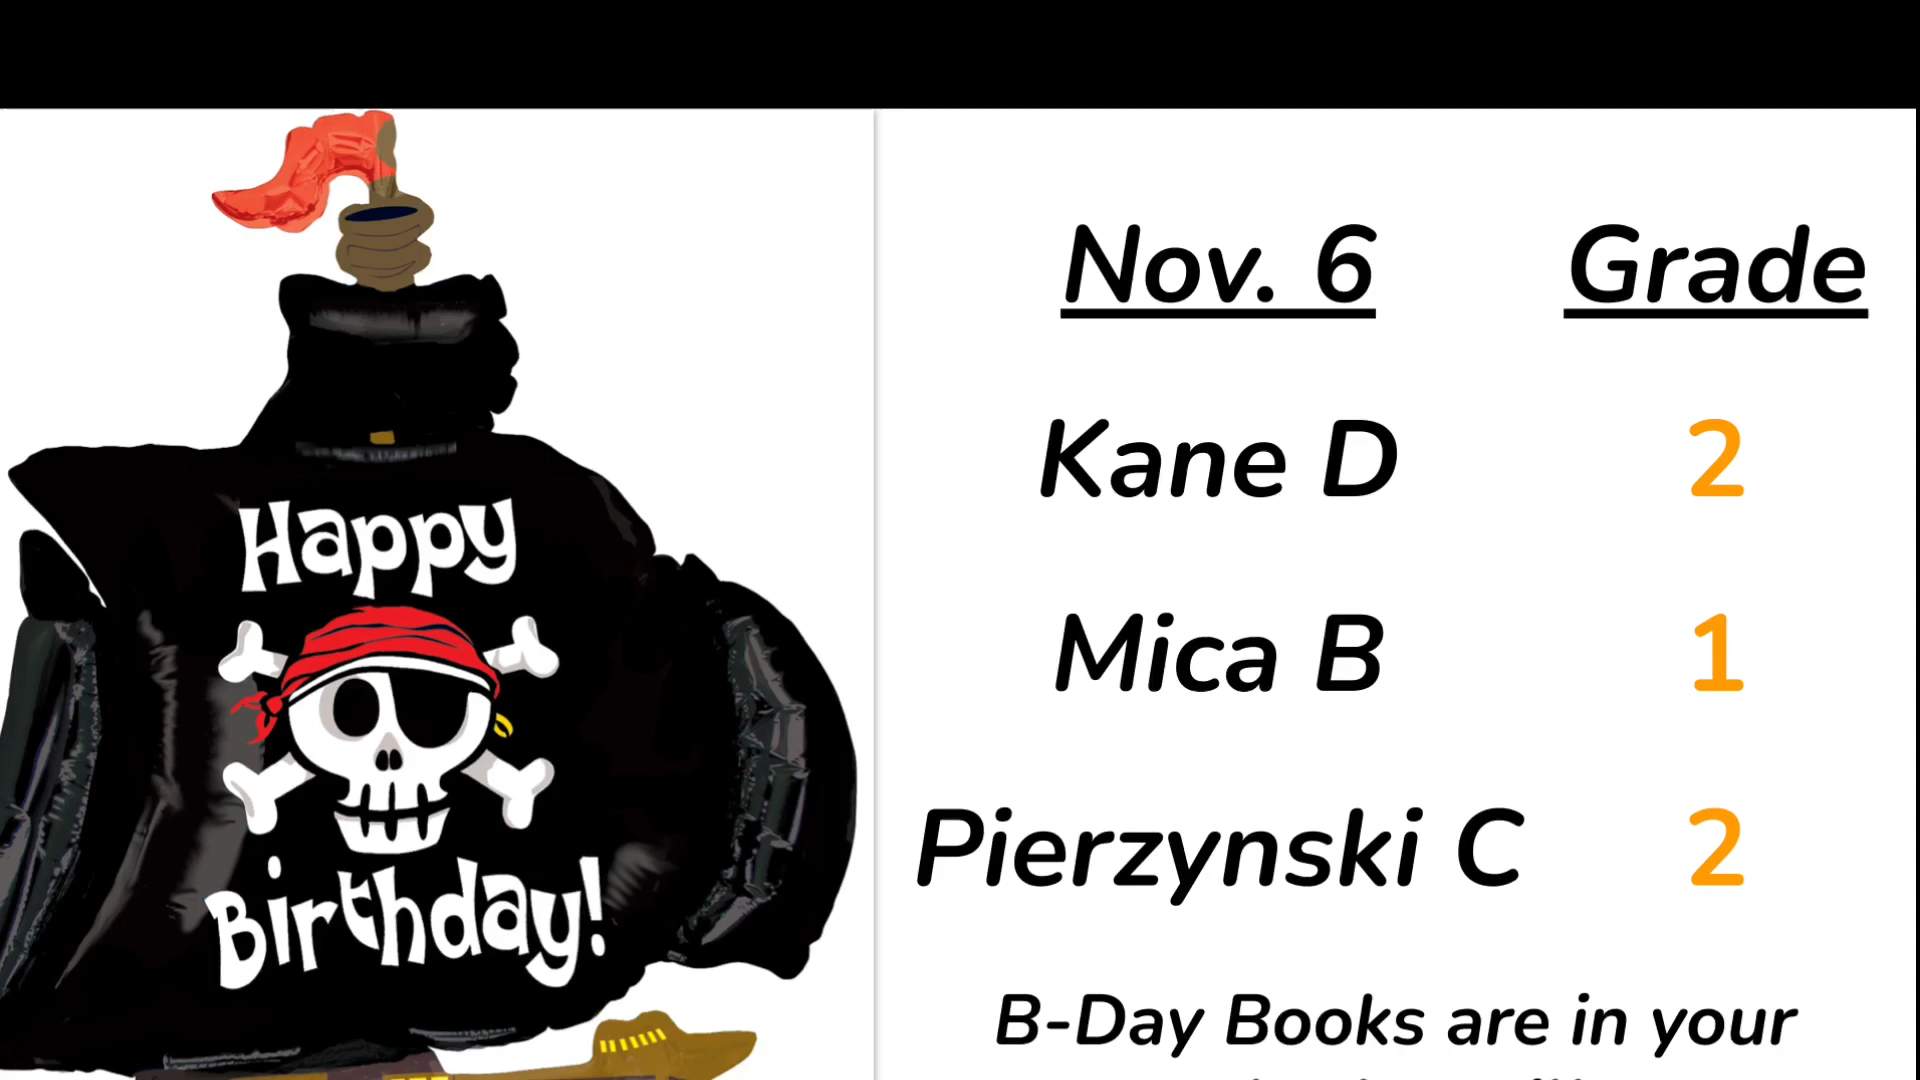 Happy
Birthday!
Nov. 6 Grade
Kane D 2
Mica B 1
Pierzynski C 2
B-Day Books are in your